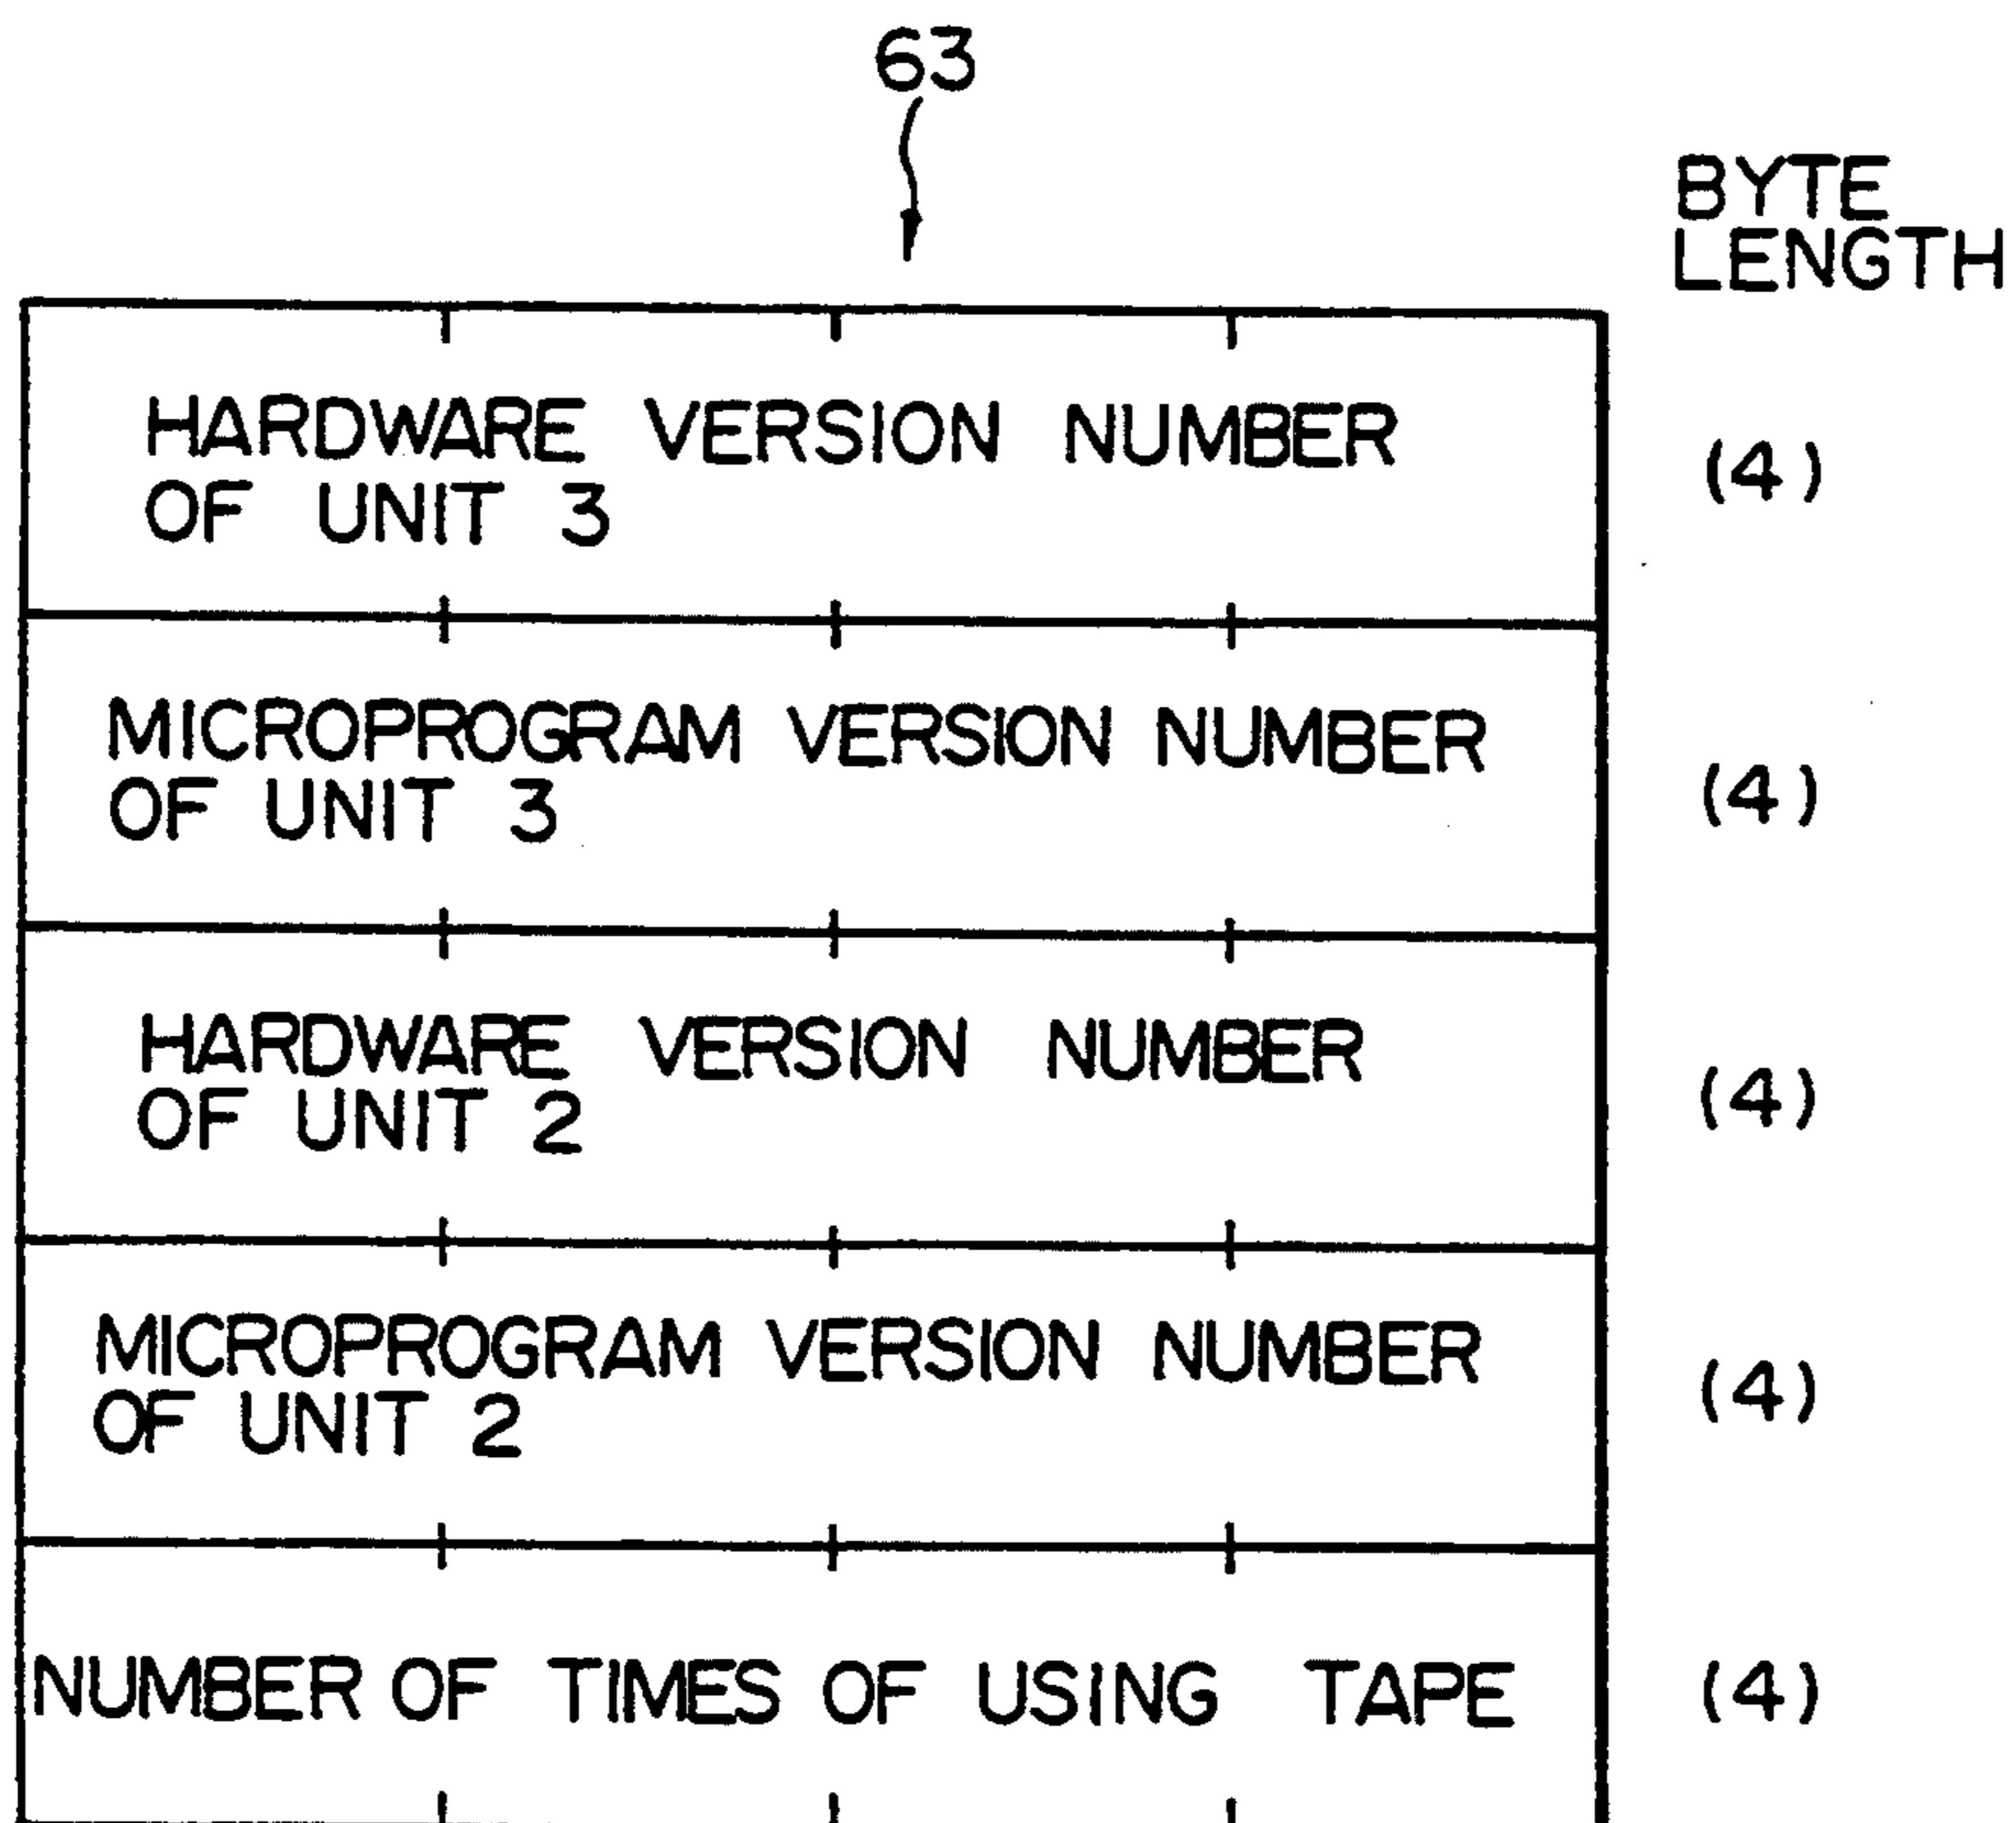 63
BYTE
LENGTH
HARDWARE VERSION NUMBER
OF UNIT 3
(4)
MICROPROGRAM VERSION NUMBER
OF UNIT 3
(4)
HARDWARE VERSION NUMBER
OF UNIT 2
(4)
MICROPROGRAM VERSION NUMBER
OF UNIT 2
(4)
NUMBER OF TIMES OF USING TAPE
(4)